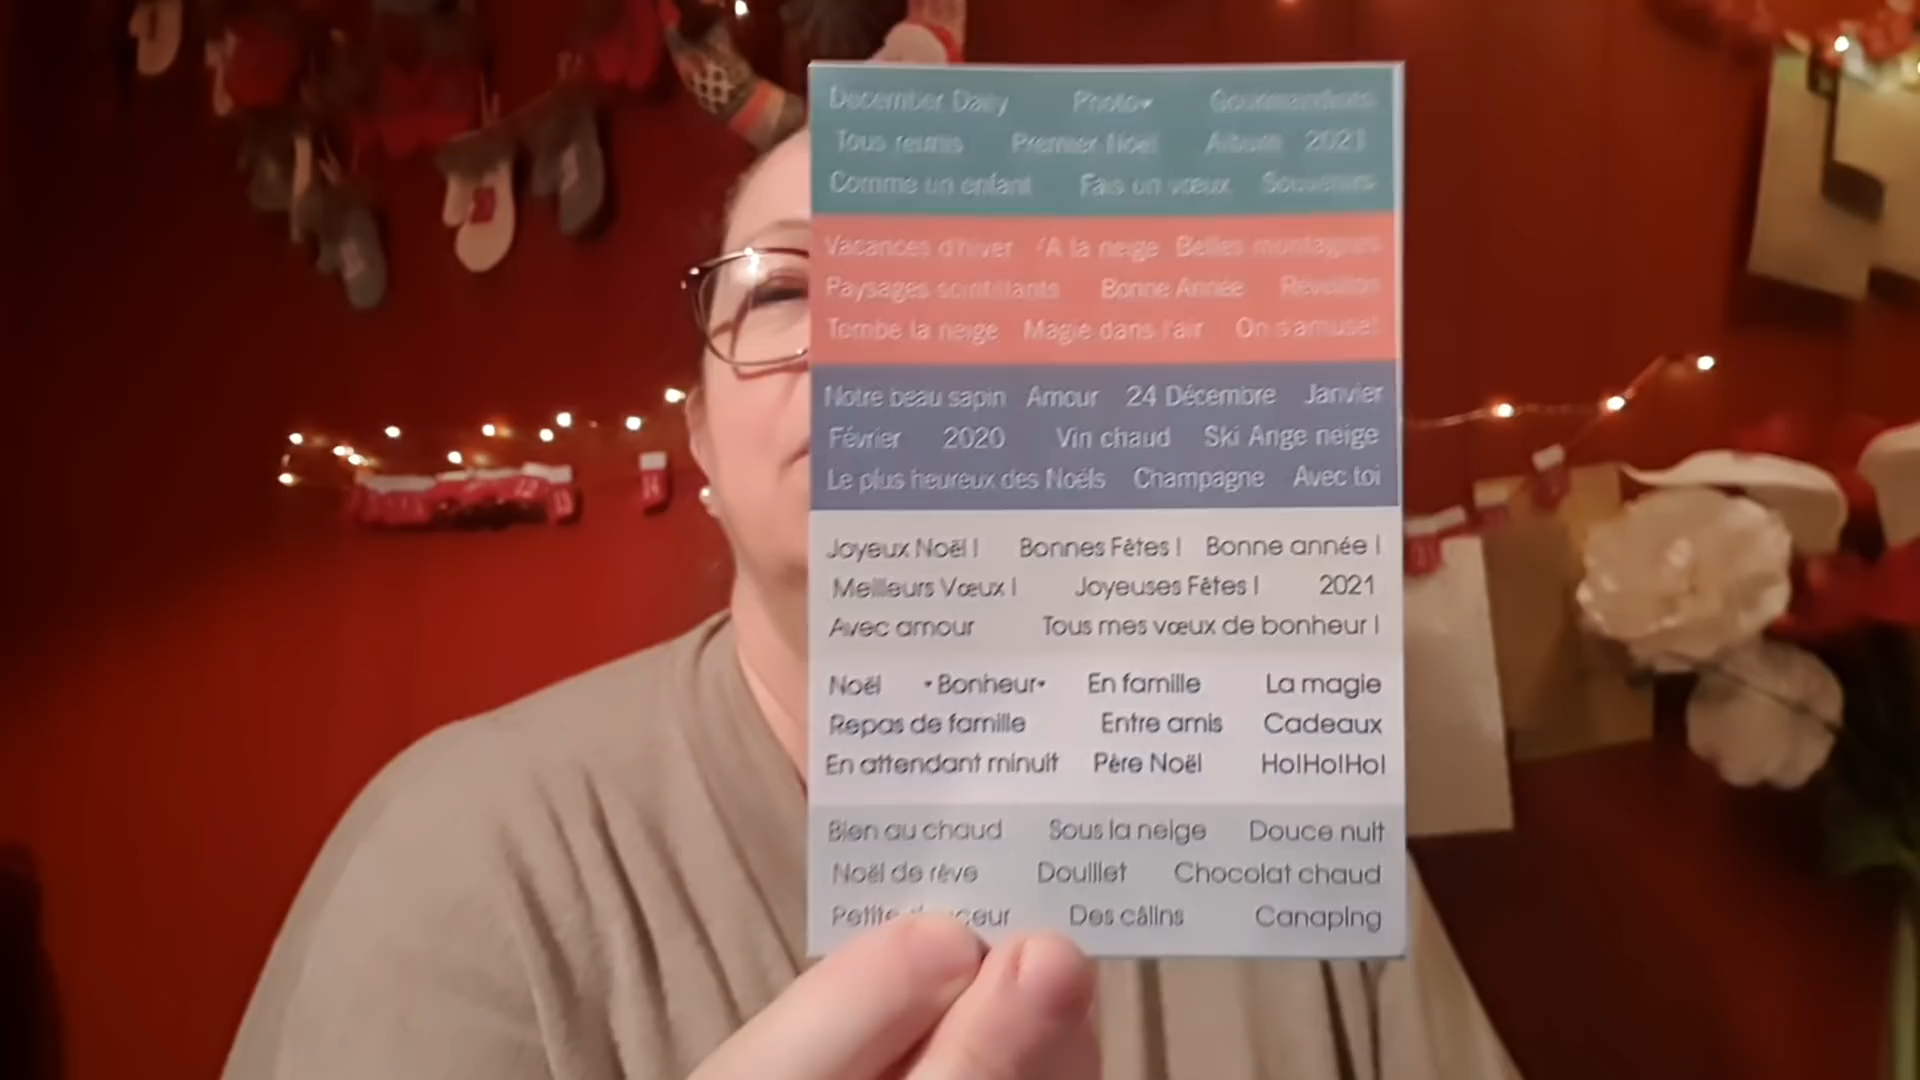 December Daily Photo♥ Gourmandises
Tous réunis Premier Noël Album 2021
Comme un enfant Fais un vœux Souvenirs
Vacances d'hiver 'A la neige Belles montagnes
Paysages scintillants Bonne Année Réveillon
Tombe la neige Magie dans l'air On s'amuse!
Notre beau sapin Amour 24 Décembre Janvier
Février 2020 Vin chaud Ski Ange neige
Le plus heureux des Noëls Champagne Avec toi
Joyeux Noël ! Bonnes Fêtes ! Bonne année !
Meilleurs Vœux ! Joyeuses Fêtes ! 2021
Avec amour Tous mes vœux de bonheur !
Noël •Bonheur• En famille La magie
Repas de famille Entre amis Cadeaux
En attendant minuit Père Noël Ho!Ho!Ho!
Bien au chaud Sous la neige Douce nuit
Noël de rêve Douillet Chocolat chaud
Petite Des câlins Canaping